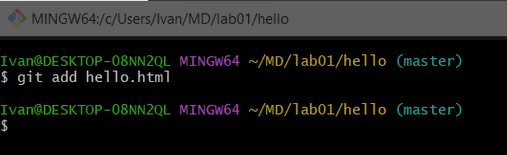 MINGW64:/c/Users/Ivan/MD/lab01/hello
Ivan@DESKTOP-08NN2QL MINGW64 ~/MD/lab01/hello (master)
$ git add hello.html
Ivan@DESKTOP-08NN2QL MINGW64 ~/MD/lab01/hello (master)
$